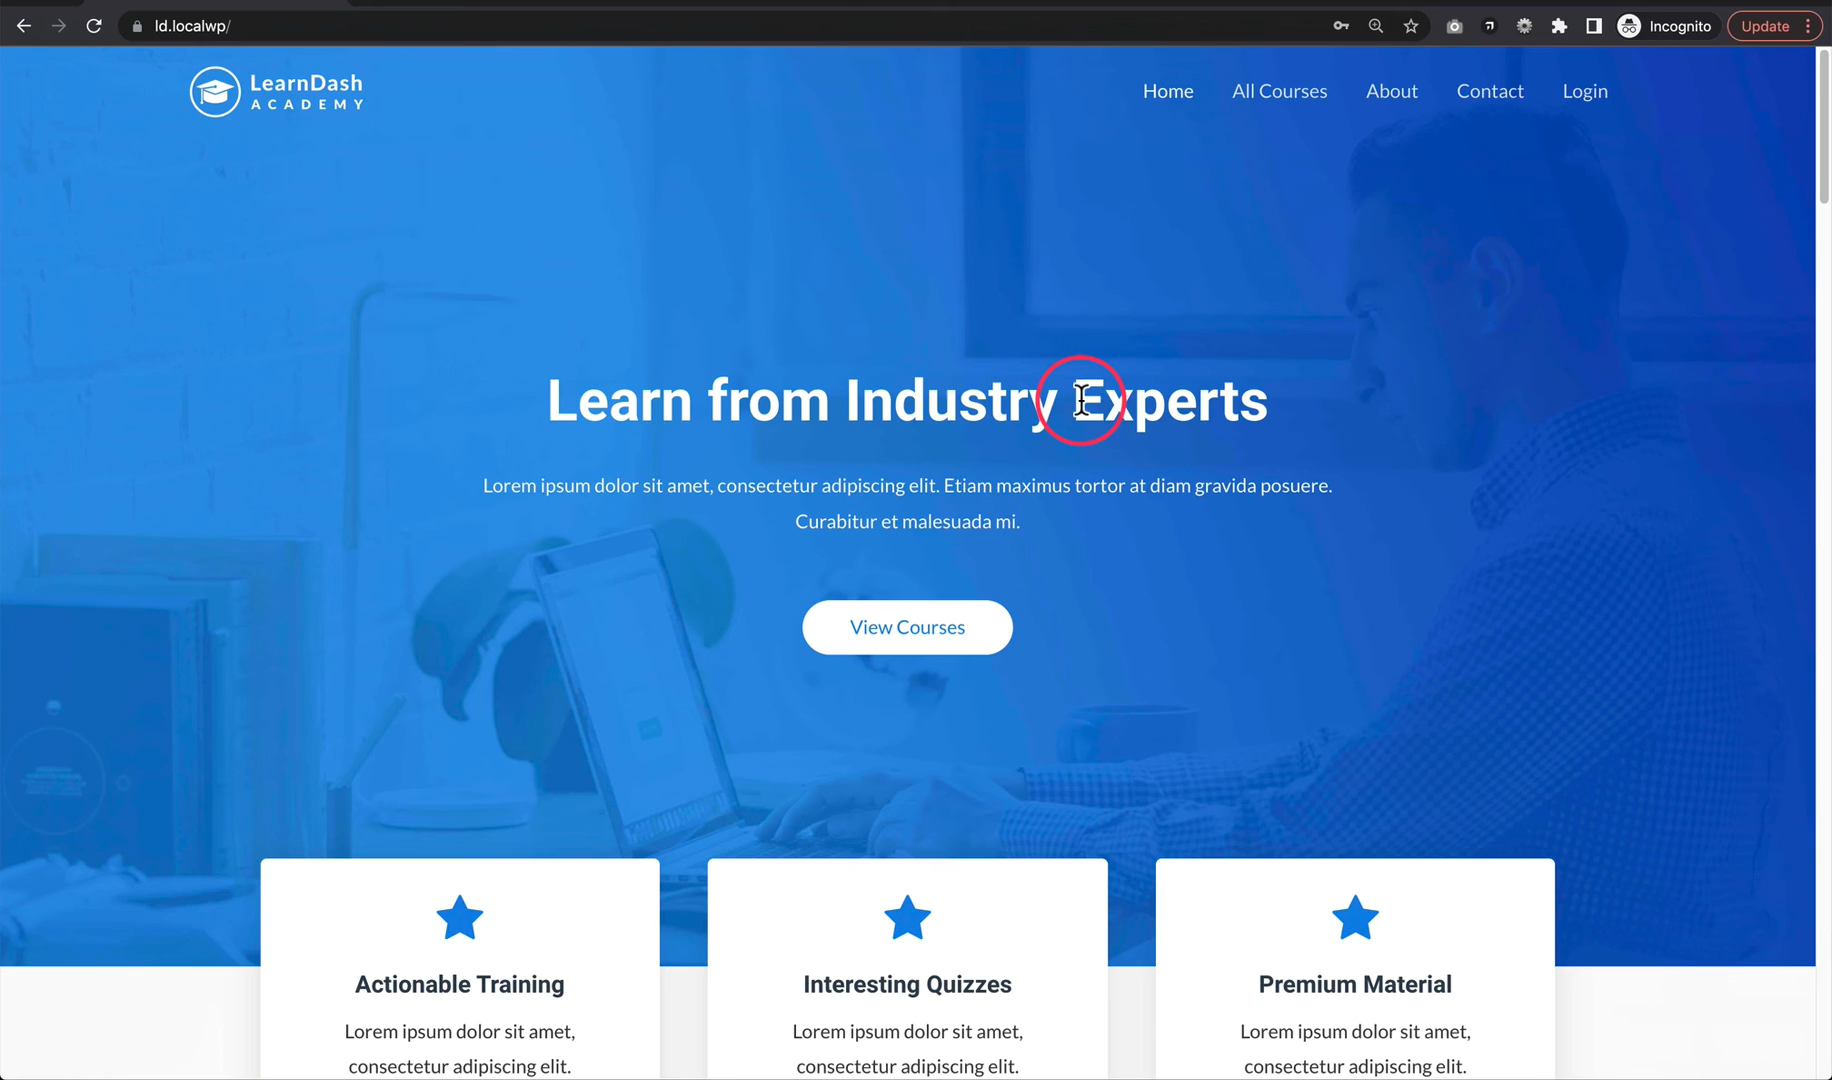 ld.localwp/
Incognito
Update
LearnDash
ACADEMY
Home All Courses About Contact Login
Learn from Industry Experts
Lorem ipsum dolor sit amet, consectetur adipiscing elit. Etiam maximus tortor at diam gravida posuere.
Curabitur et malesuada mi.
View Courses
Actionable Training
Lorem ipsum dolor sit amet,
consectetur adipiscing elit.
Interesting Quizzes
Lorem ipsum dolor sit amet,
consectetur adipiscing elit.
Premium Material
Lorem ipsum dolor sit amet,
consectetur adipiscing elit.